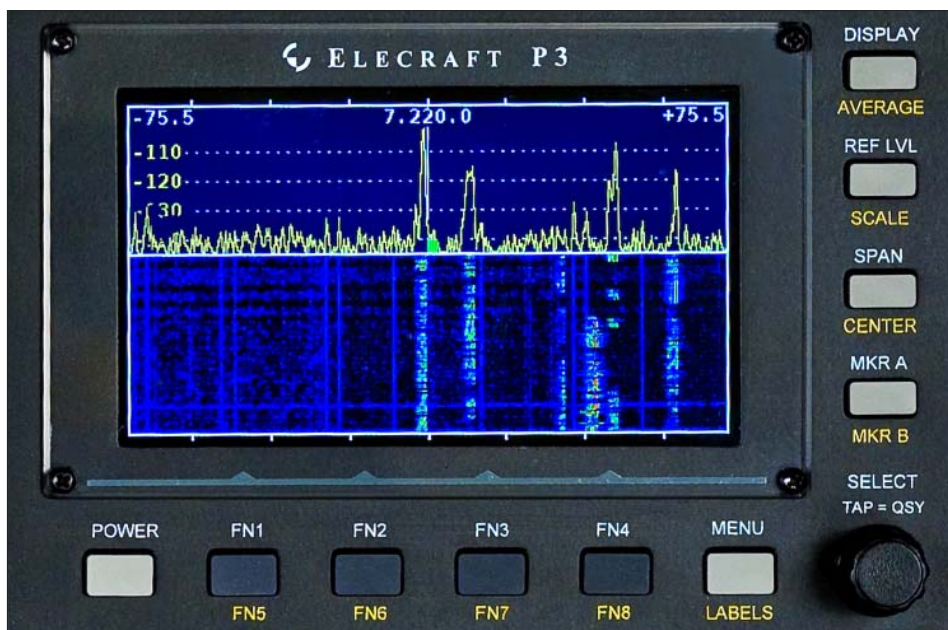 ELECRAFT P3
-75.5 7.220.0 +75.5
-110
-120
30
DISPLAY
AVERAGE
REF LVL
SCALE
SPAN
CENTER
MKR A
MKR B
SELECT
TAP = QSY
POWER FN1 FN2 FN3 FN4 MENU
FN5 FN6 FN7 FN8 LABELS